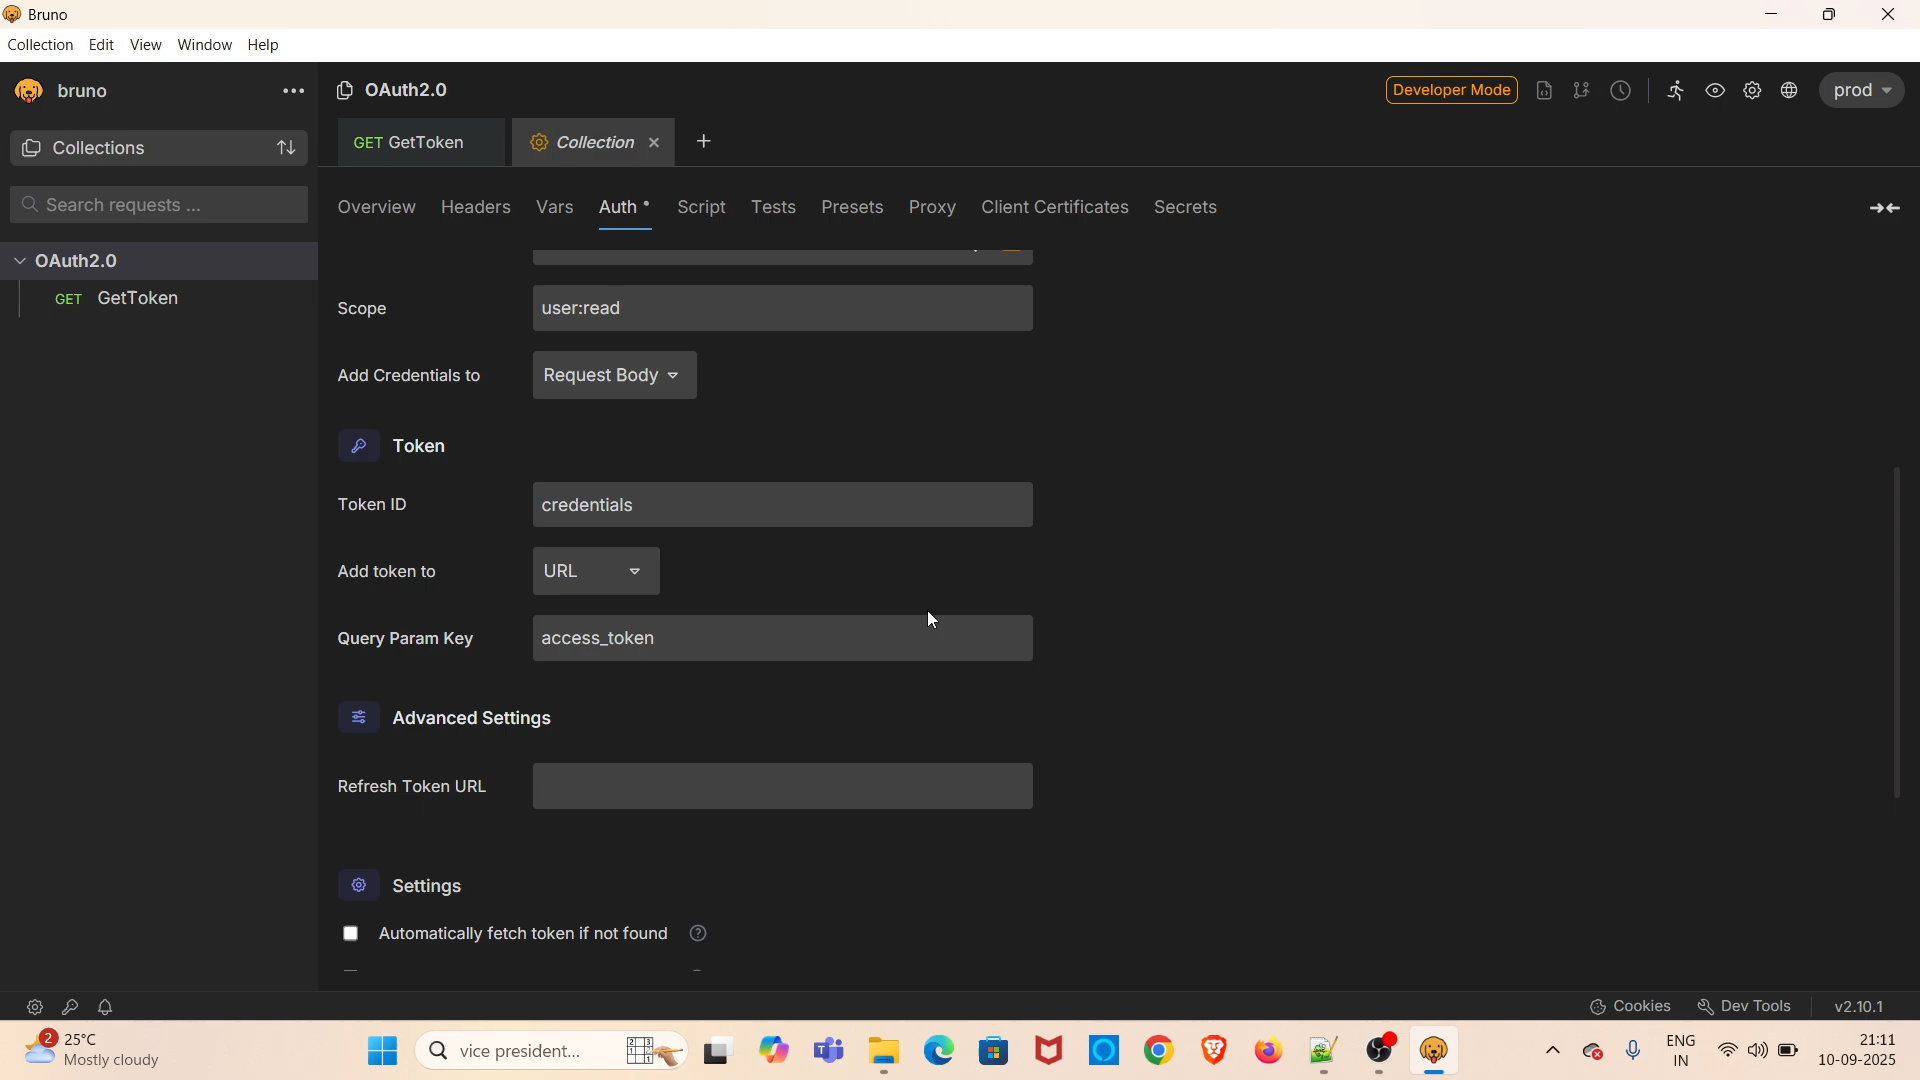 Bruno
Collection Edit View Window Help
bruno
OAuth2.0
Developer Mode
prod
Collections
GET GetToken
Collection
Search requests ...
Overview Headers Vars Auth Script Tests Presets Proxy Client Certificates Secrets
OAuth2.0
GET GetToken
Scope user:read
Add Credentials to Request Body
Token
Token ID credentials
Add token to URL
Query Param Key access_token
Advanced Settings
Refresh Token URL
Settings
Automatically fetch token if not found
Cookies Dev Tools v2.10.1
2
25°C
Mostly cloudy
vice president...
ENG
IN
21:11
10-09-2025